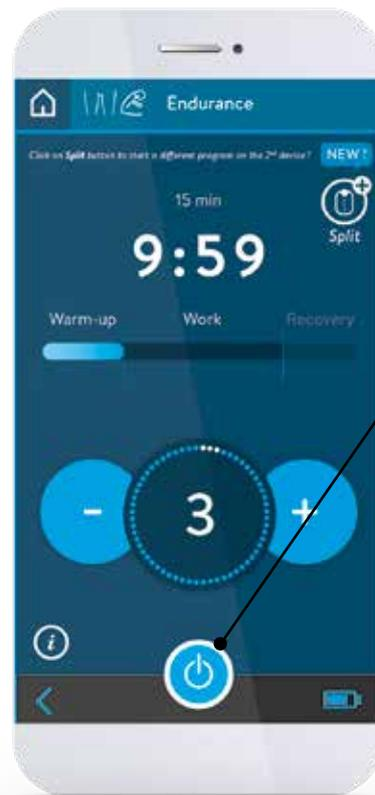 Endurance
Click on Split button to start a different program on the 2nd device!
NEW!
15 min
9:59
Split
Warm-up Work Recovery
- 3 +
i